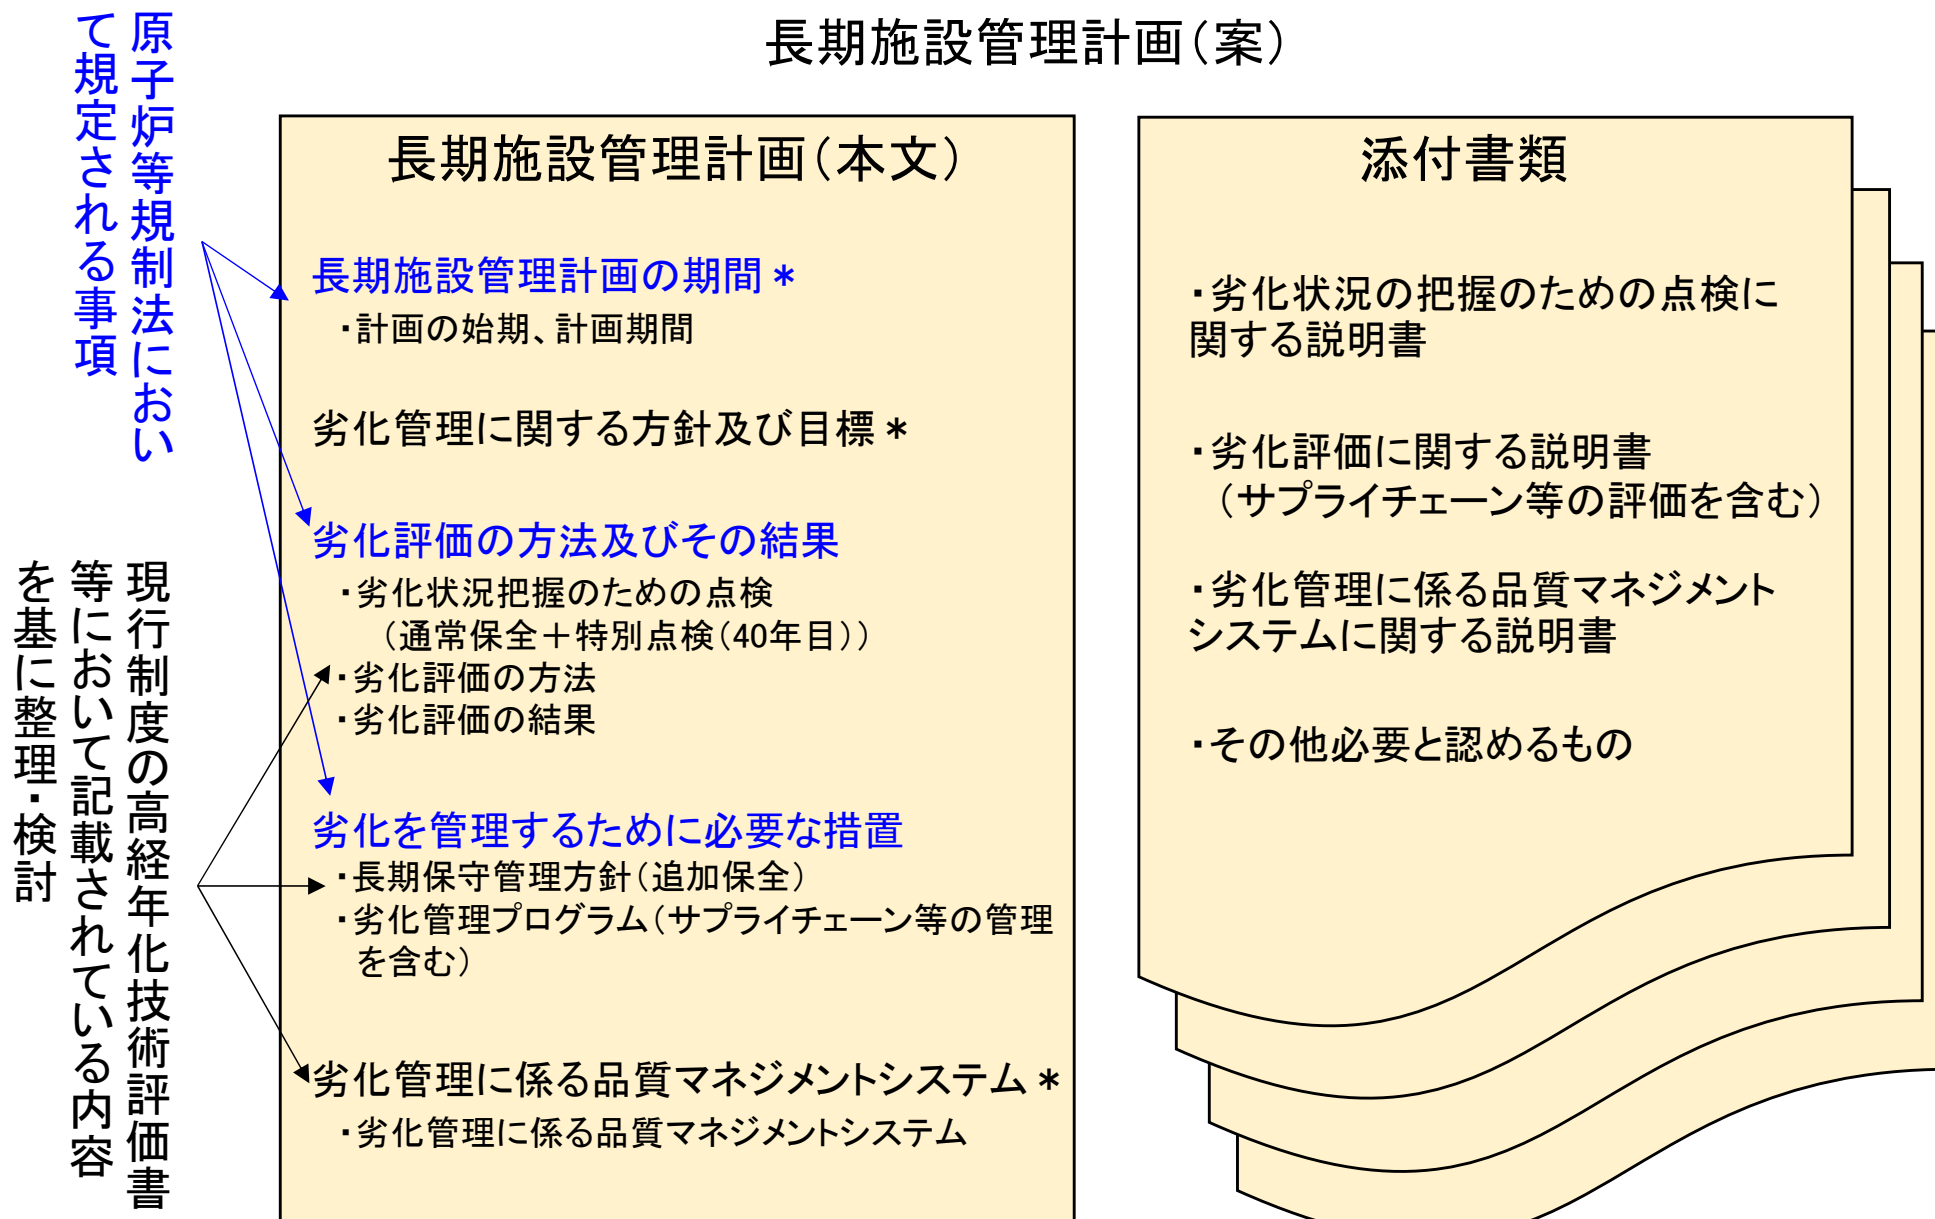 長期施設管理計画（案）
原子炉等規制法におい
て規定される事項
現行制度の高経年化技術評価書
等において記載されている内容
を基に整理・検討
長期施設管理計画（本文）
長期施設管理計画の期間＊
・計画の始期、計画期間
劣化管理に関する方針及び目標＊
劣化評価の方法及びその結果
・劣化状況把握のための点検
（通常保全＋特別点検（40年目））
・劣化評価の方法
・劣化評価の結果
劣化を管理するために必要な措置
・長期保守管理方針（追加保全）
・劣化管理プログラム（サプライチェーン等の管理
を含む）
劣化管理に係る品質マネジメントシステム＊
・劣化管理に係る品質マネジメントシステム
添付書類
・劣化状況の把握のための点検に
関する説明書
・劣化評価に関する説明書
（サプライチェーン等の評価を含む）
・劣化管理に係る品質マネジメント
システムに関する説明書
・その他必要と認めるもの